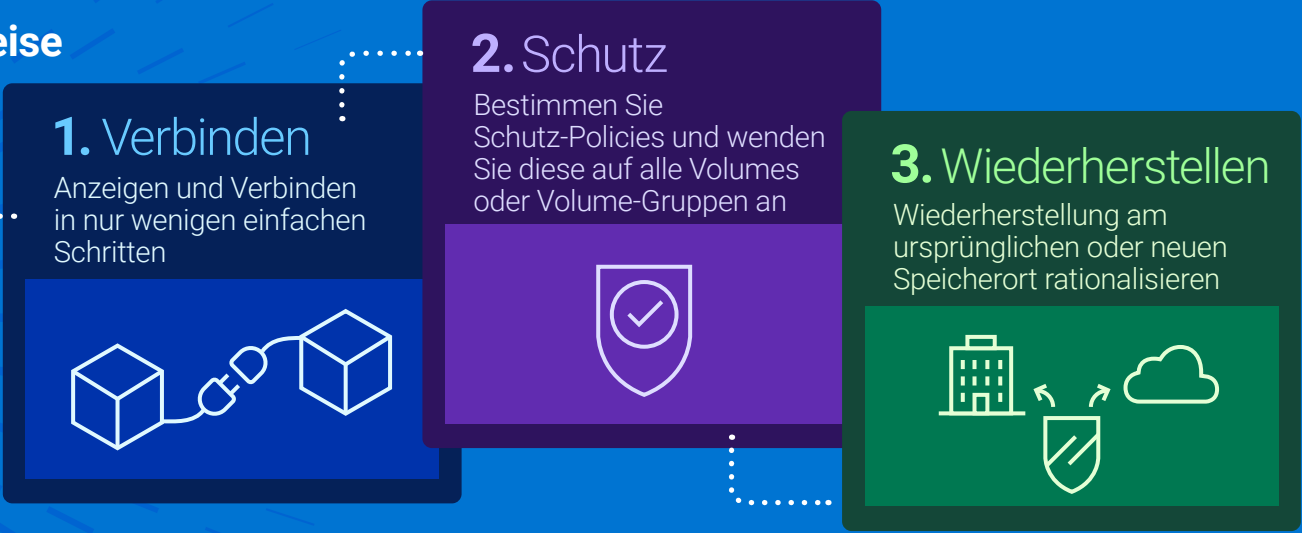 eise
1. Verbinden
Anzeigen und Verbinden
in nur wenigen einfachen
Schritten
2. Schutz
Bestimmen Sie
Schutz-Policies und wenden
Sie diese auf alle Volumes
oder Volume-Gruppen an
3. Wiederherstellen
Wiederherstellung am
ursprünglichen oder neuen
Speicherort rationalisieren